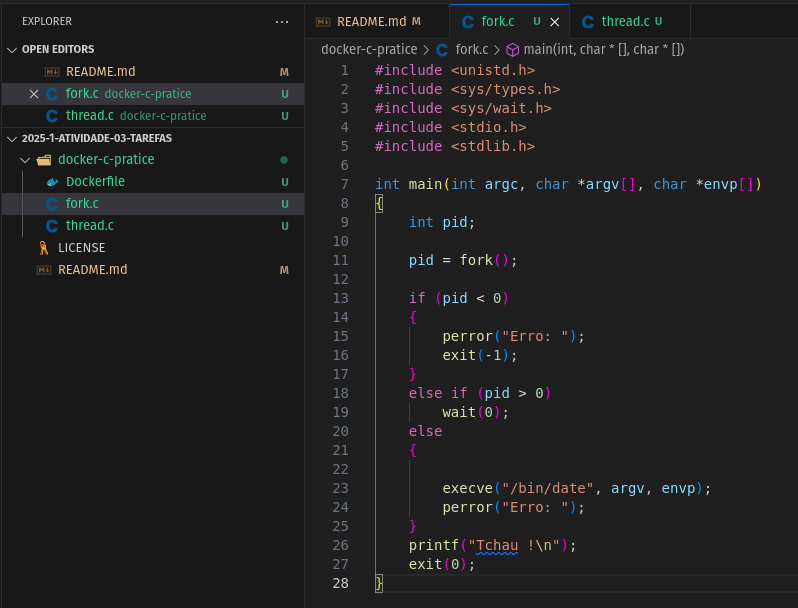 EXPLORER ...
OPEN EDITORS
README.md M
fork.c docker-c-pratice U
thread.c docker-c-pratice U
2025-1-ATIVIDADE-03-TAREFAS
docker-c-pratice
Dockerfile U
fork.c U
thread.c U
LICENSE
README.md M
README.md M fork.c U thread.c U
docker-c-pratice > fork.c > main(int, char * [], char * [])
1 #include <unistd.h>
2 #include <sys/types.h>
3 #include <sys/wait.h>
4 #include <stdio.h>
5 #include <stdlib.h>
6
7 int main(int argc, char *argv[], char *envp[])
8 {
9     int pid;
10
11     pid = fork();
12
13     if (pid < 0)
14     {
15         perror("Erro: ");
16         exit(-1);
17     }
18     else if (pid > 0)
19         wait(0);
20     else
21     {
22
23         execve("/bin/date", argv, envp);
24         perror("Erro: ");
25     }
26     printf("Tchau !\n");
27     exit(0);
28 }